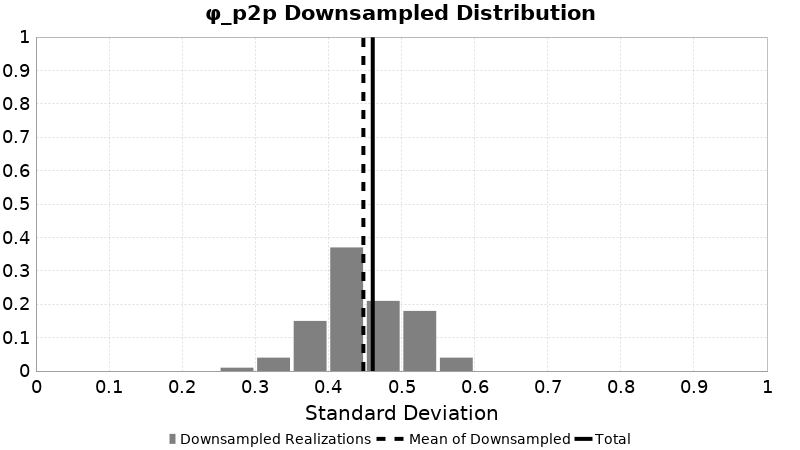 φ_p2p Downsampled Distribution
1
0.9
0.8
0.7
0.6
0.5
0.4
0.3
0.2
0.1
0
0 0.1 0.2 0.3 0.4 0.5 0.6 0.7 0.8 0.9 1
Standard Deviation
Downsampled Realizations Mean of Downsampled Total